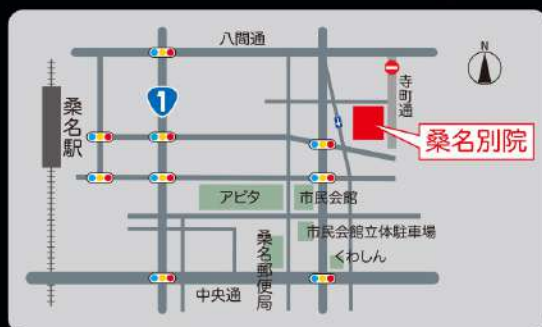 八間通
N
1
寺町通
桑名駅
桑名別院
アピタ
市民会館
市民会館立体駐車場
桑名郵便局
くわしん
中央通